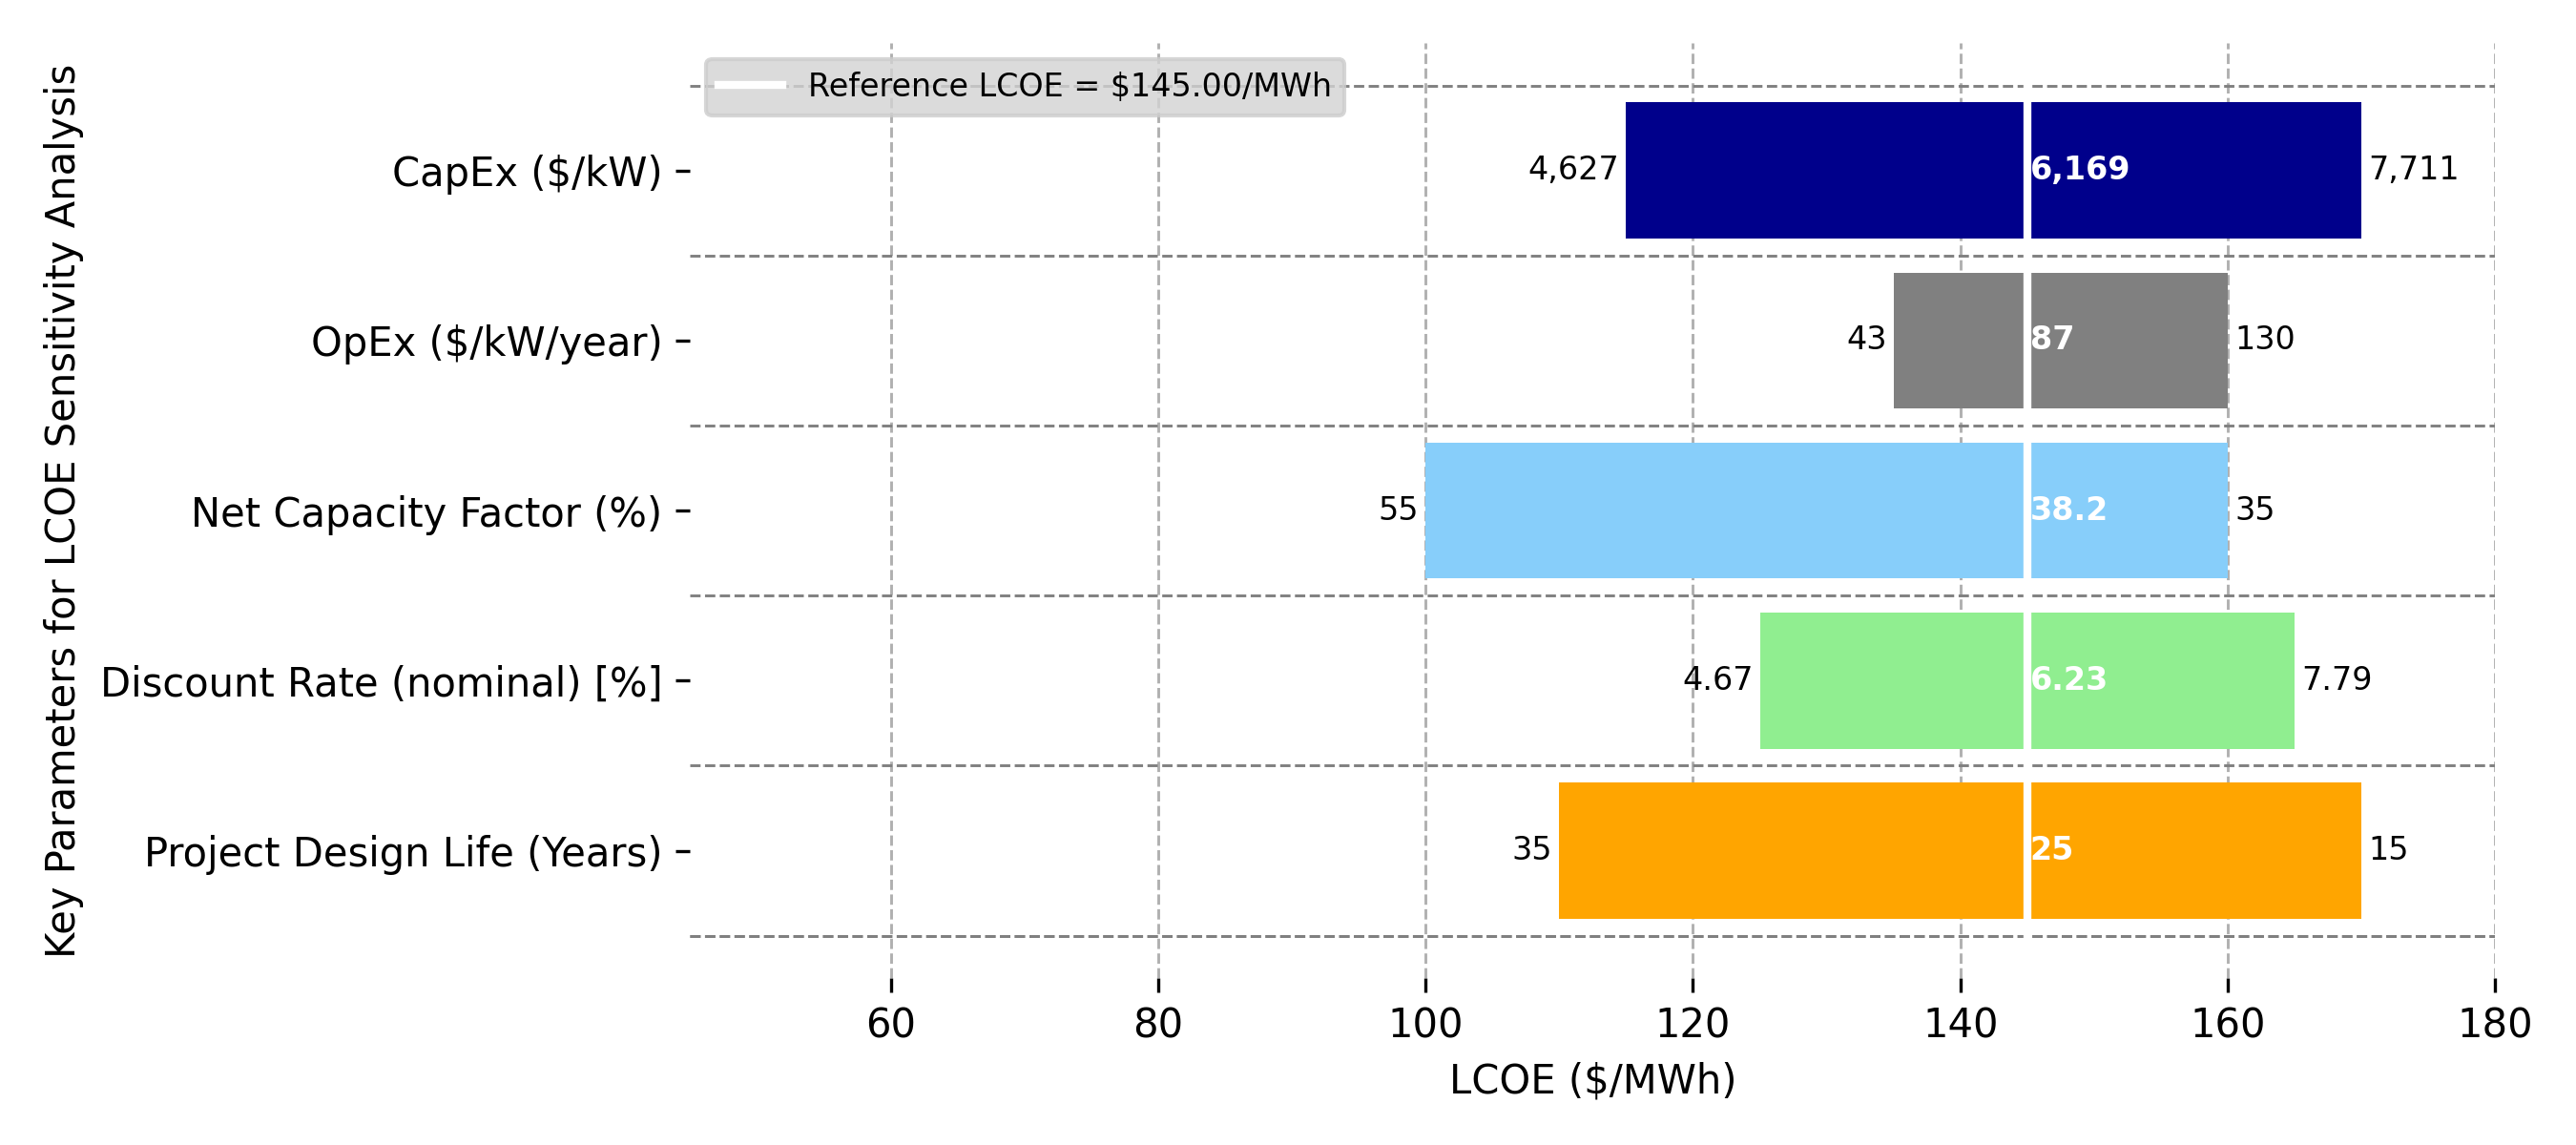 Key Parameters for LCOE Sensitivity Analysis
Reference LCOE = $145.00/MWh
CapEx ($/kW)
4,627
6,169
7,711
OpEx ($/kW/year)
43
87
130
Net Capacity Factor (%)
55
38.2
35
Discount Rate (nominal) [%]
4.67
6.23
7.79
Project Design Life (Years)
35
25
15
60
80
100
120
140
160
180
LCOE ($/MWh)